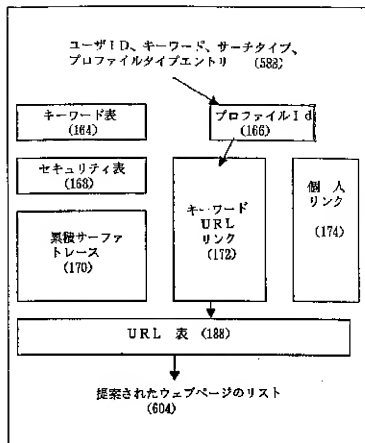 ユーザID、キーワード、サーチタイプ、
プロファイルタイプエントリ (588)
キーワード表
(164)
プロファイルId
(166)
セキュリティ表
(168)
キーワード
URL
リンク
(172)
個人
リンク
(174)
累積サーファ
トレース
(170)
URL 表 (188)
提案されたウェブページのリスト
(604)